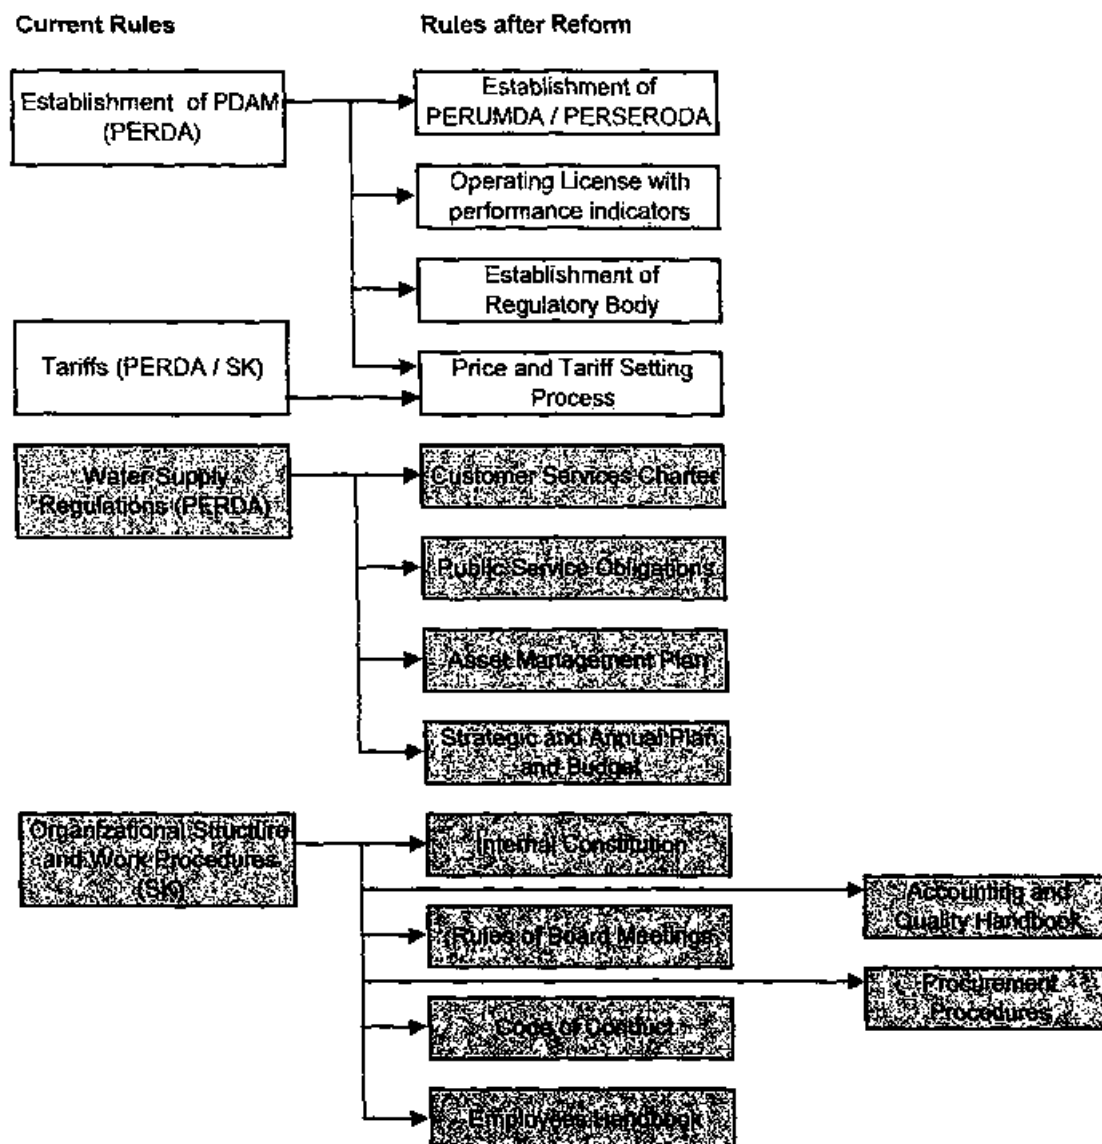 Current Rules
Rules after Reform
Establishment of PDAM
(PERDA)
Establishment of
PERUMDA / PERSERODA
Operating License with
performance indicators
Establishment of
Regulatory Body
Tariffs (PERDA / SK)
Price and Tariff Setting
Process
Water Supply
Regulations (PERDA)
Customer Services Charter
Public Service Obligations
Asset Management Plan
Strategic and Annual Plan
and Budget
Organizational Structure
and Work Procedures
(SK)
Internal Constitution
Accounting and
Quality Handbook
Rules of Board Meetings
Procurement
Procedures
Code of Conduct
Employees Handbook